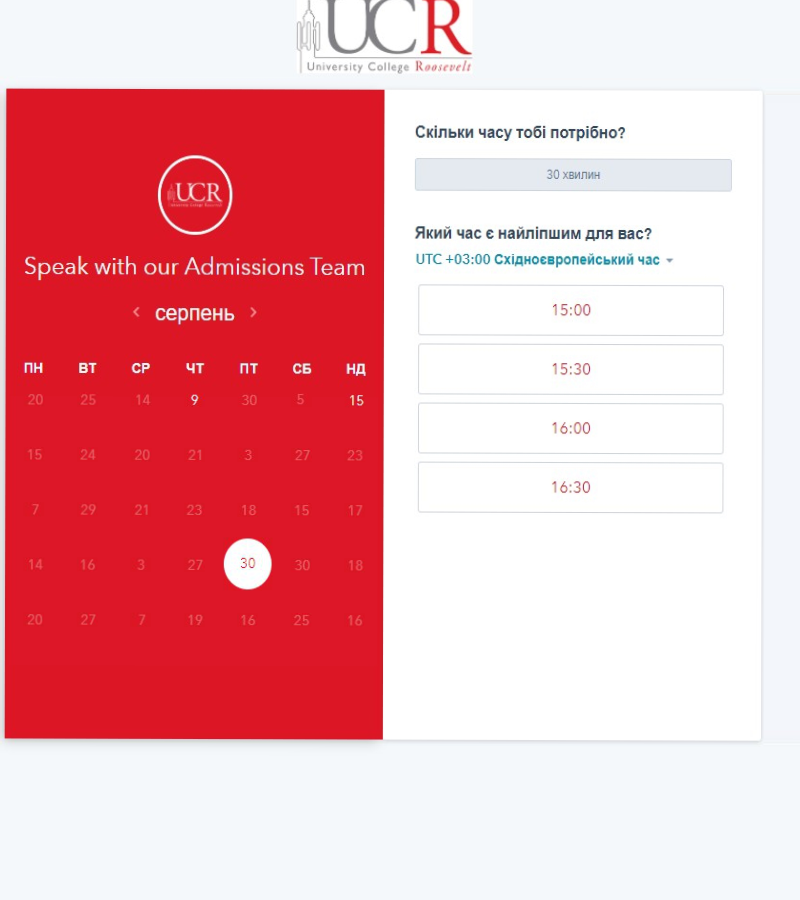 UCR
University College Roosevelt
UCR
Speak with our Admissions Team
серпень
ПН ВТ СР ЧТ ПТ СБ НД
20 25 14 9 30 5 15
15 24 20 21 3 27 23
7 29 21 23 18 15 17
14 16 3 27 30 30 18
20 27 7 19 16 25 16
Скільки часу тобі потрібно?
30 хвилин
Який час є найліпшим для вас?
UTC +03:00 Східноєвропейський час
15:00
15:30
16:00
16:30